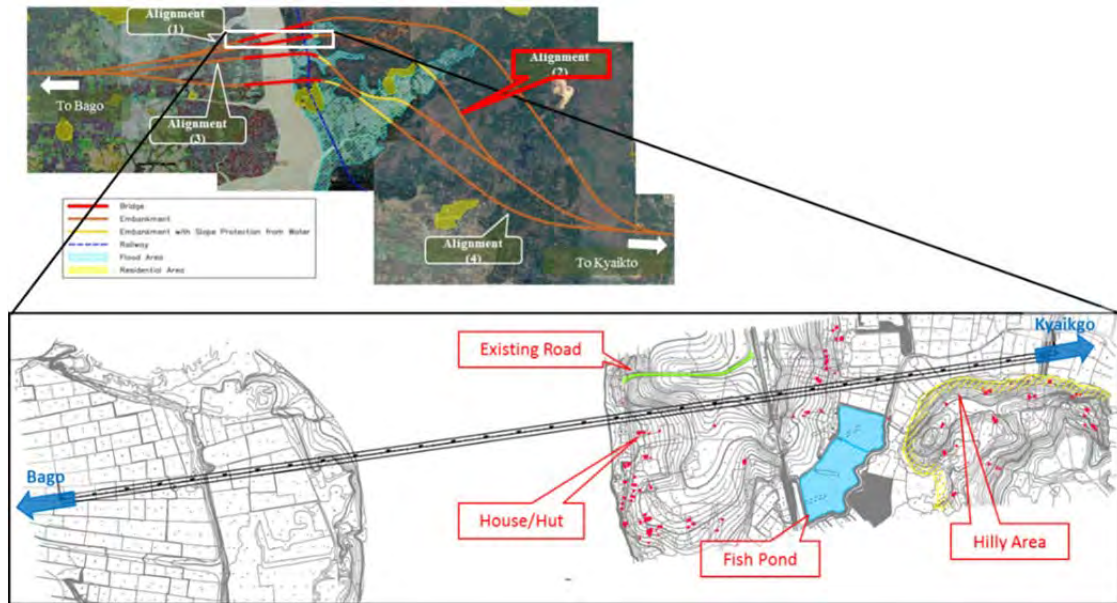 Alignment
(1)
Alignment
(2)
To Bago
Alignment
(3)
Bridge
Embankment
Embankment with Slope Protection from Water
Railway
Flood Area
Residential Area
Alignment
(4)
To Kyaikto
Existing Road
Kyaikgo
Bago
House/Hut
Fish Pond
Hilly Area